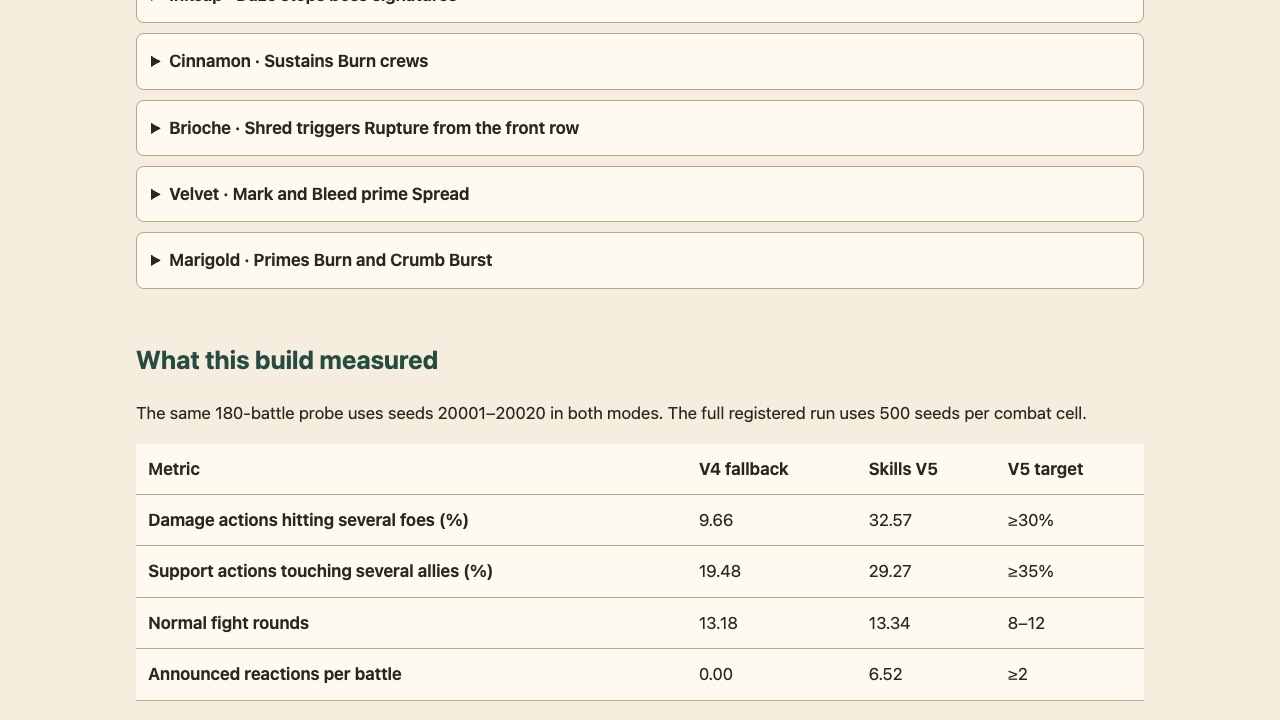 Inkcap · Daze stops boss signatures
Cinnamon · Sustains Burn crews
Brioche · Shred triggers Rupture from the front row
Velvet · Mark and Bleed prime Spread
Marigold · Primes Burn and Crumb Burst
What this build measured
The same 180-battle probe uses seeds 20001–20020 in both modes. The full registered run uses 500 seeds per combat cell.
Metric V4 fallback Skills V5 V5 target
Damage actions hitting several foes (%) 9.66 32.57 ≥30%
Support actions touching several allies (%) 19.48 29.27 ≥35%
Normal fight rounds 13.18 13.34 8–12
Announced reactions per battle 0.00 6.52 ≥2